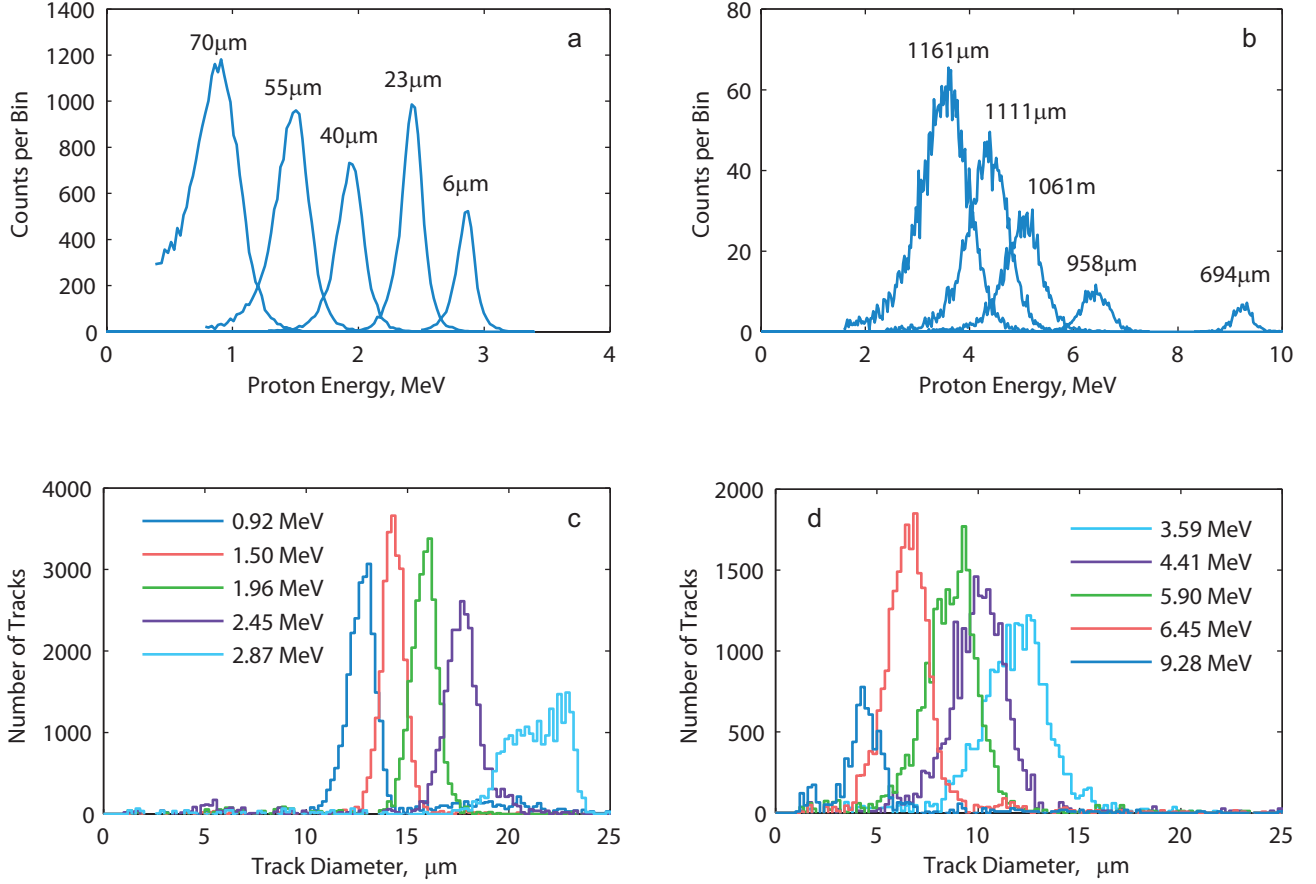 a
70μm
55μm
40μm
23μm
6μm
Counts per Bin
1400
1200
1000
800
600
400
200
0
0 1 2 3 4
Proton Energy, MeV
b
1161μm
1111μm
1061m
958μm
694μm
Counts per Bin
80
60
40
20
0
0 2 4 6 8 10
Proton Energy, MeV
c
0.92 MeV
1.50 MeV
1.96 MeV
2.45 MeV
2.87 MeV
Number of Tracks
4000
3000
2000
1000
0
0 5 10 15 20 25
Track Diameter, μm
d
3.59 MeV
4.41 MeV
5.90 MeV
6.45 MeV
9.28 MeV
Number of Tracks
2000
1500
1000
500
0
0 5 10 15 20 25
Track Diameter, μm